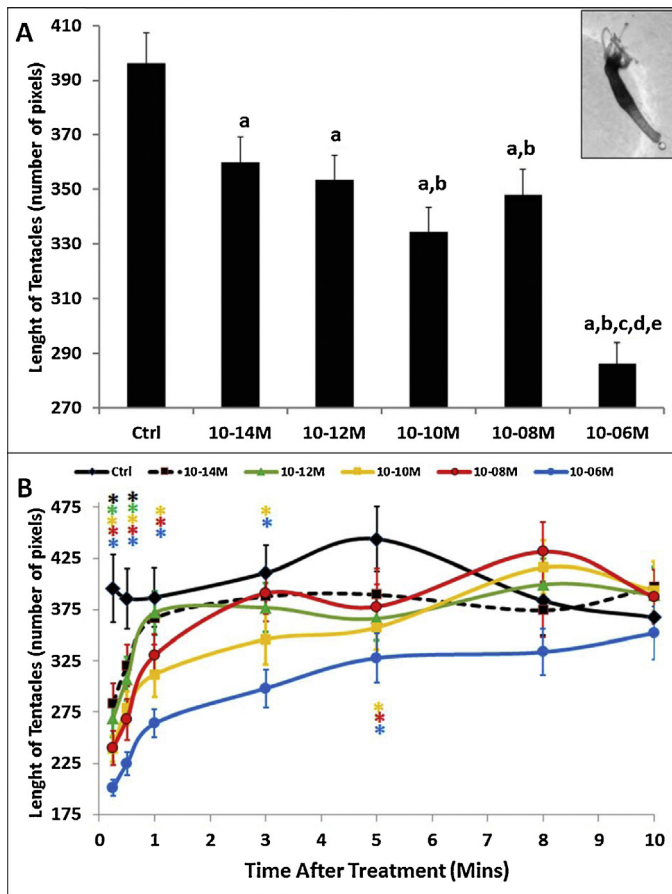 A
Lenght of Tentacles (number of pixels)
410
390
370
350
330
310
290
270
a
a
a,b
a,b
a,b,c,d,e
Ctrl 10-14M 10-12M 10-10M 10-08M 10-06M
B
Ctrl 10-14M 10-12M 10-10M 10-08M 10-06M
Lenght of Tentacles (number of pixels)
475
425
375
325
275
225
175
* *
* *
* * * *
* * * *
* * * *
*
*
*
0 1 2 3 4 5 6 7 8 9 10
Time After Treatment (Mins)